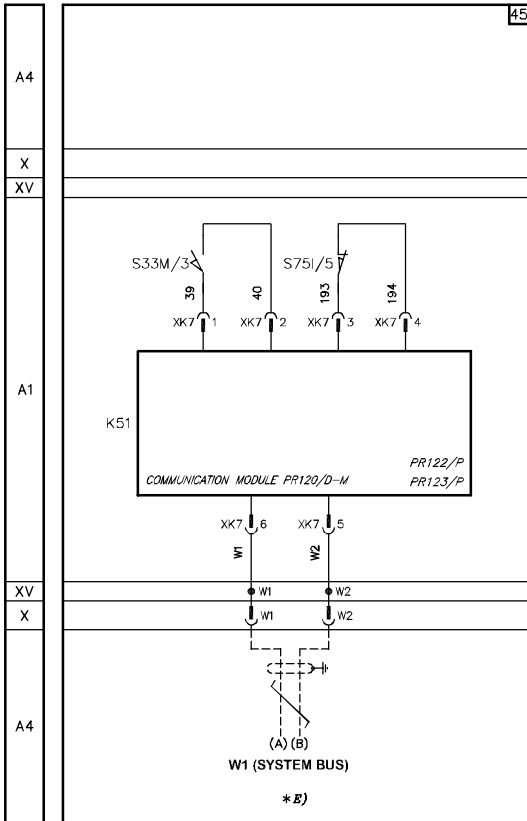 45
A4
X
XV
S33M/3
S75I/5
39
40
193
194
XK7 1
XK7 2
XK7 3
XK7 4
A1
K51
PR122/P
COMMUNICATION MODULE PR120/D-M
PR123/P
XK7 6
XK7 5
W1
W2
XV
W1
W2
X
W1
W2
A4
(A) (B)
W1 (SYSTEM BUS)
*E)